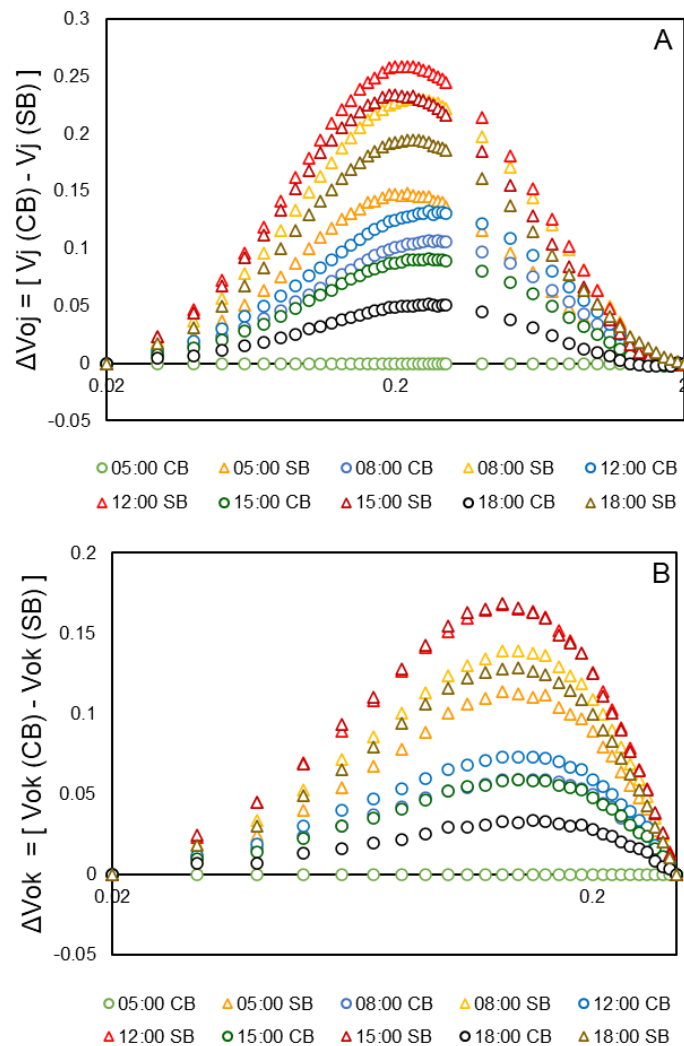 A
ΔVoj = [ Vj (CB) - Vj (SB) ]
0.3
0.25
0.2
0.15
0.1
0.05
0
-0.05
0.02 0.2 2
05:00 CB 05:00 SB 08:00 CB 08:00 SB 12:00 CB
12:00 SB 15:00 CB 15:00 SB 18:00 CB 18:00 SB
B
ΔVok = [ Vok (CB) - Vok (SB) ]
0.2
0.15
0.1
0.05
0
-0.05
0.02 0.2
05:00 CB 05:00 SB 08:00 CB 08:00 SB 12:00 CB
12:00 SB 15:00 CB 15:00 SB 18:00 CB 18:00 SB